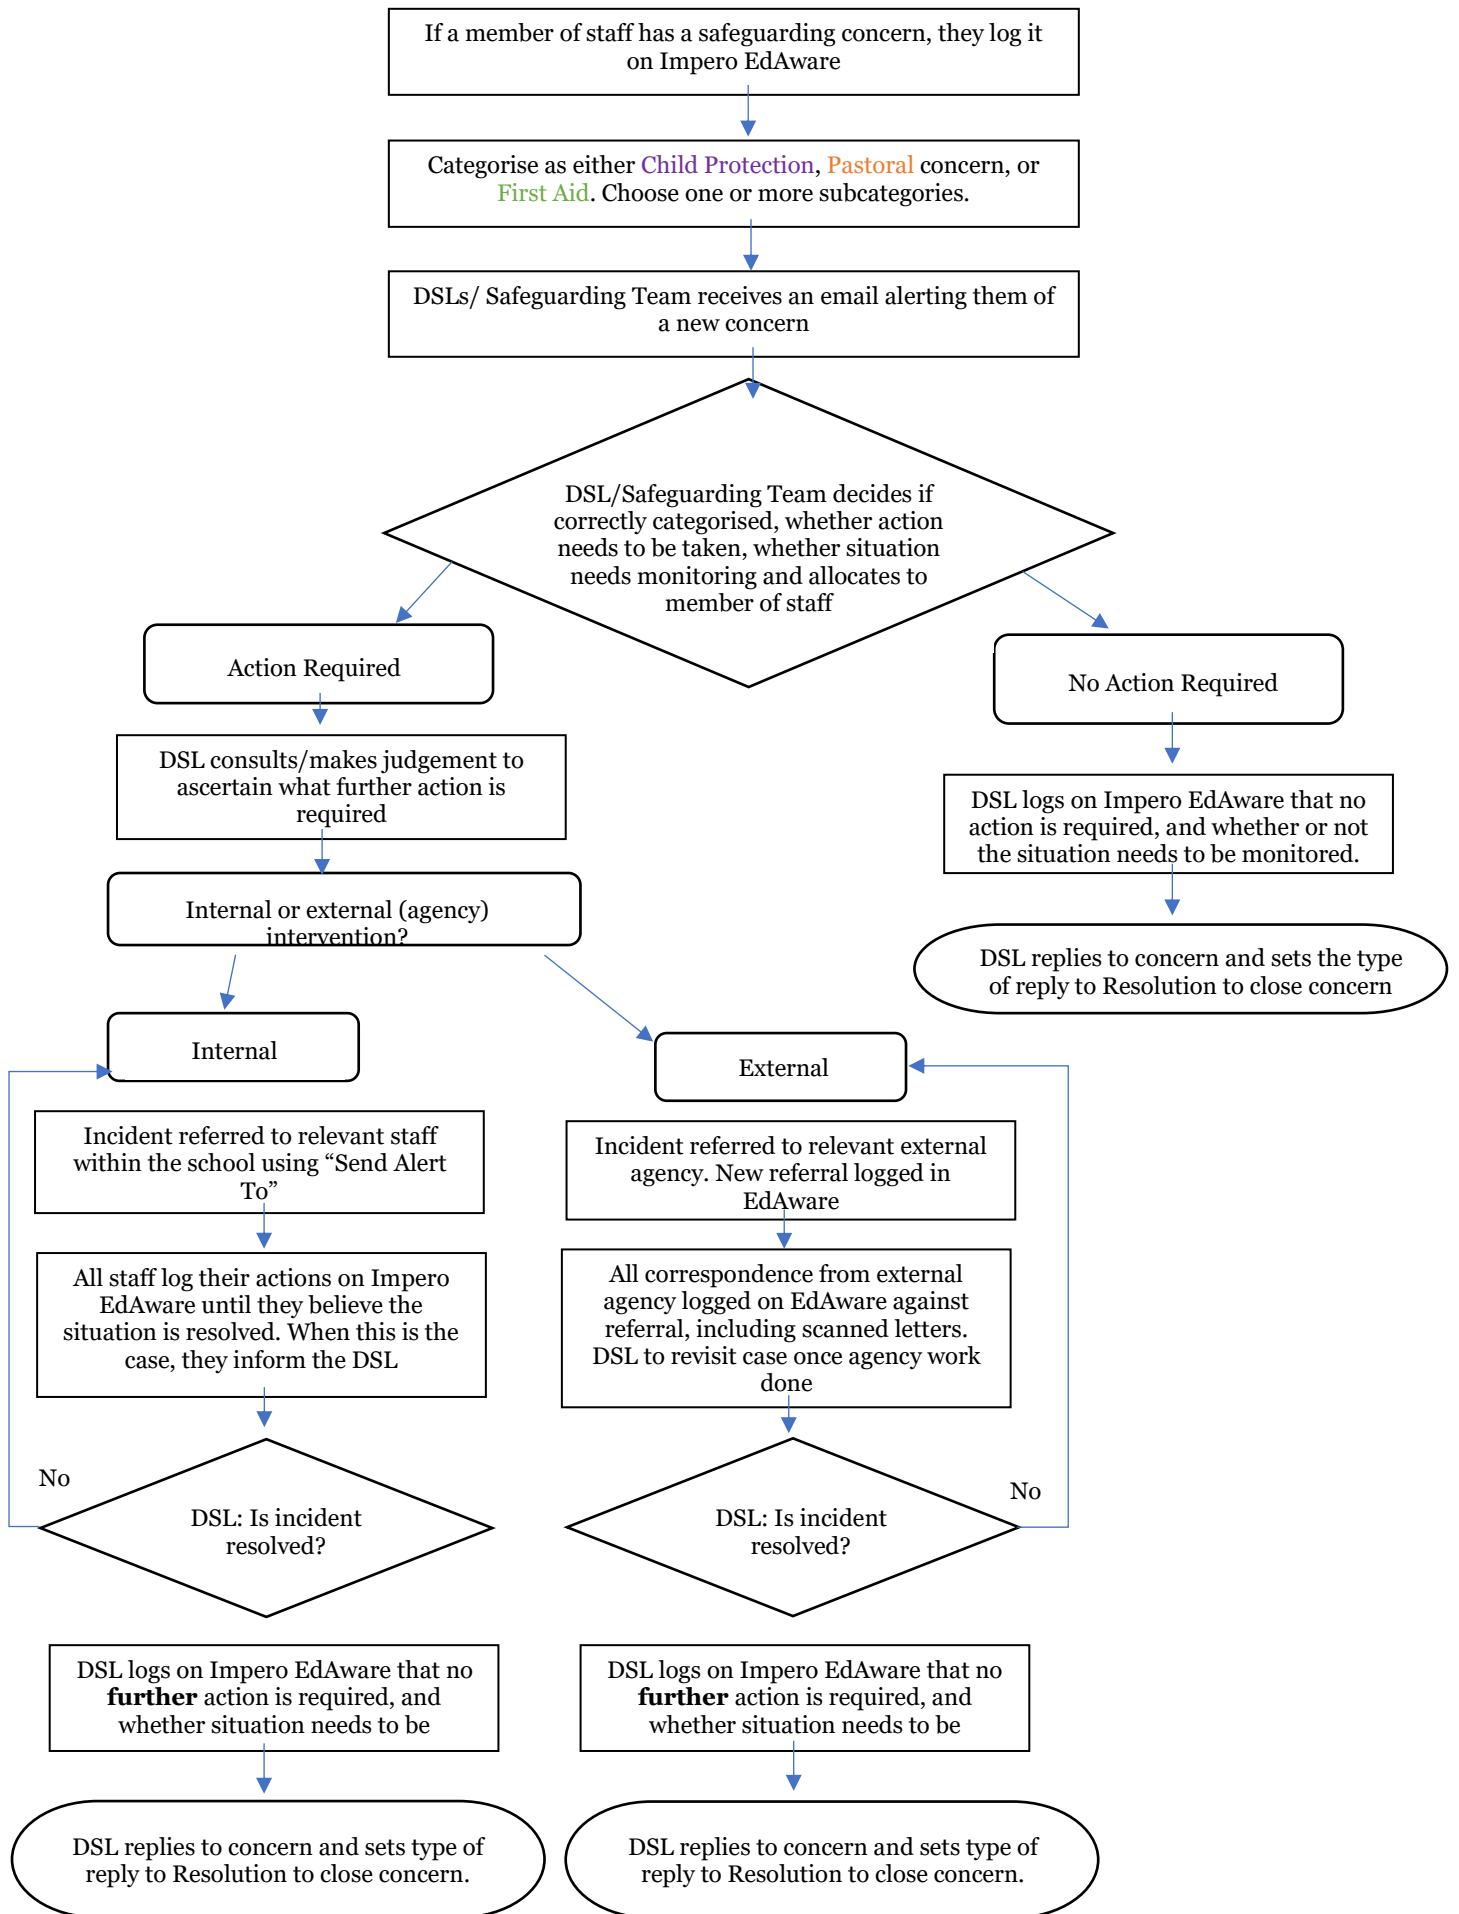 If a member of staff has a safeguarding concern, they log it
on Impero EdAware
Categorise as either Child Protection, Pastoral concern, or
First Aid. Choose one or more subcategories.
DSLs/ Safeguarding Team receives an email alerting them of
a new concern
DSL/Safeguarding Team decides if
correctly categorised, whether action
needs to be taken, whether situation
needs monitoring and allocates to
member of staff
Action Required
No Action Required
DSL consults/makes judgement to
ascertain what further action is
required
DSL logs on Impero EdAware that no
action is required, and whether or not
the situation needs to be monitored.
Internal or external (agency)
intervention?
DSL replies to concern and sets the type
of reply to Resolution to close concern
Internal
External
Incident referred to relevant staff
within the school using “Send Alert
To”
Incident referred to relevant external
agency. New referral logged in
EdAware
All staff log their actions on Impero
EdAware until they believe the
situation is resolved. When this is the
case, they inform the DSL
All correspondence from external
agency logged on EdAware against
referral, including scanned letters.
DSL to revisit case once agency work
done
No
DSL: Is incident
resolved?
No
DSL: Is incident
resolved?
DSL logs on Impero EdAware that no
further action is required, and
whether situation needs to be
DSL logs on Impero EdAware that no
further action is required, and
whether situation needs to be
DSL replies to concern and sets type of
reply to Resolution to close concern.
DSL replies to concern and sets type of
reply to Resolution to close concern.